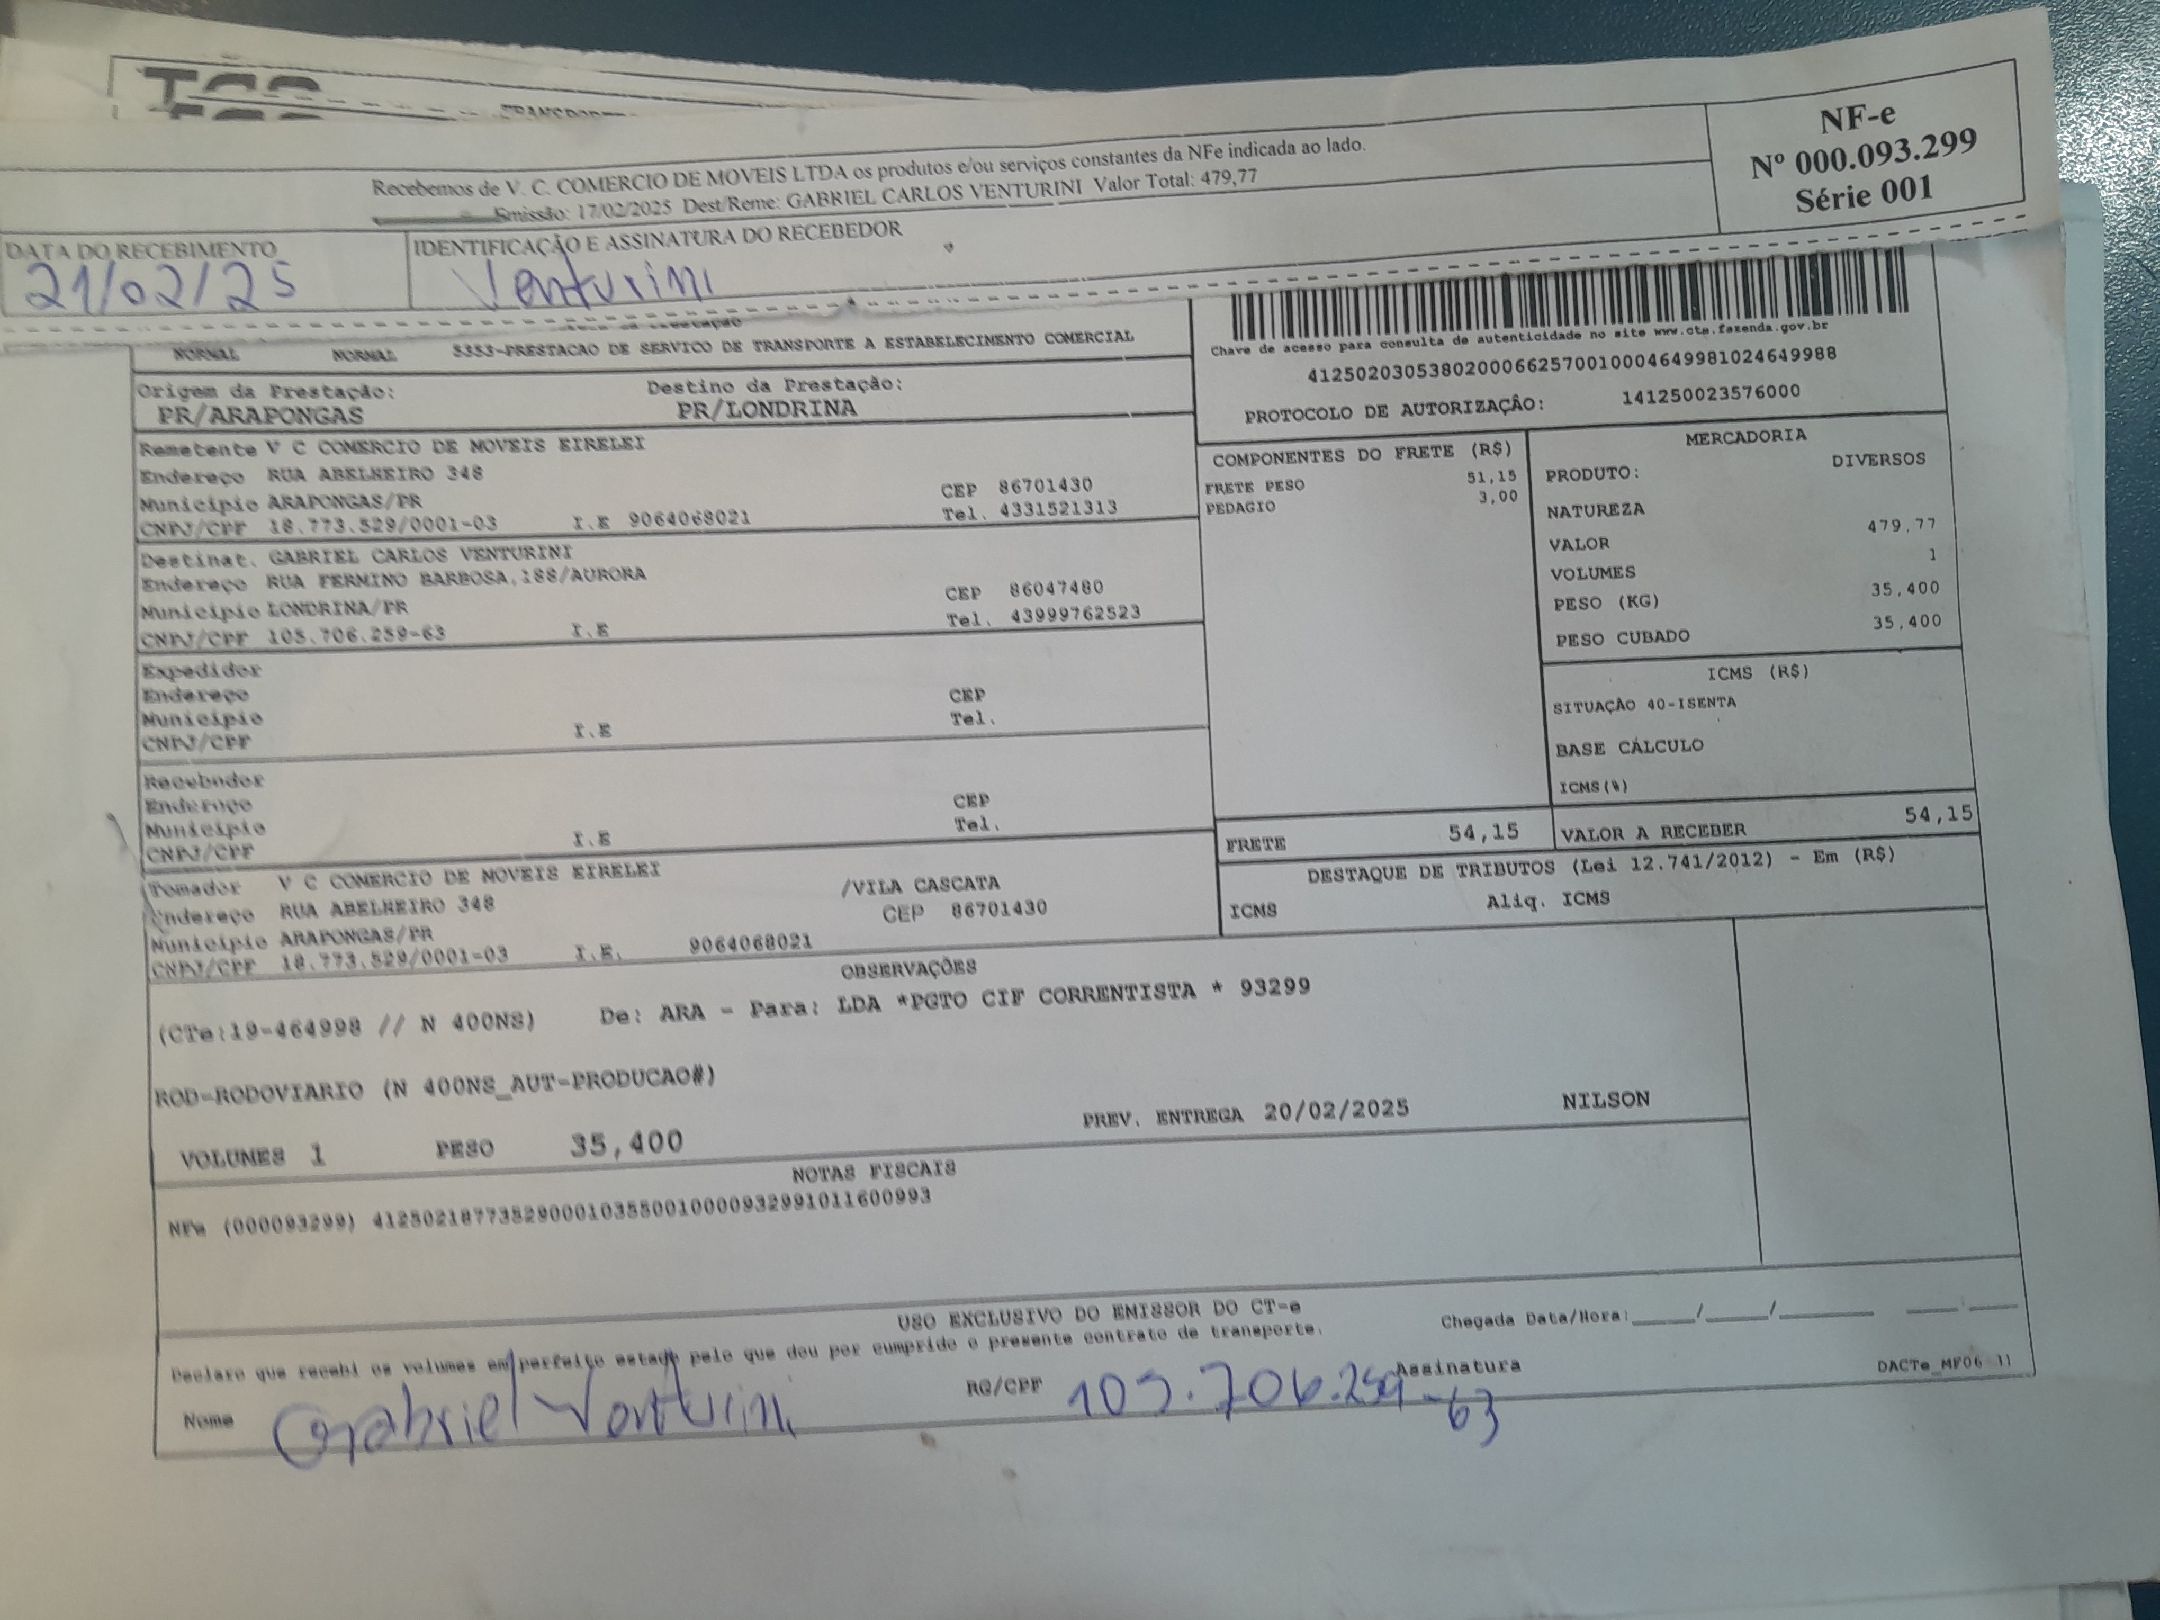 TRANSPORTE
Recebemos de V. C. COMERCIO DE MOVEIS LTDA os produtos e/ou serviços constantes da NFe indicada ao lado.
Emissão: 17/02/2025 Dest/Reme: GABRIEL CARLOS VENTURINI Valor Total: 479,77
NF-e
Nº 000.093.299
Série 001
DATA DO RECEBIMENTO
21/02/25
IDENTIFICAÇÃO E ASSINATURA DO RECEBEDOR
Venturini
NORMAL NORMAL 5353-PRESTACAO DE SERVICO DE TRANSPORTE A ESTABELECIMENTO COMERCIAL
Chave de acesso para consulta de autenticidade no site www.cte.fazenda.gov.br
41250203053802000662570010004649981024649988
PROTOCOLO DE AUTORIZAÇÃO: 141250023576000
Origem da Prestação: Destino da Prestação:
PR/ARAPONGAS PR/LONDRINA
Remetente V C COMERCIO DE MOVEIS EIRELEI
Endereço RUA ABELHEIRO 348
Município ARAPONGAS/PR CEP 86701430
CNPJ/CPF 18.773.529/0001-03 I.E 9064068021 Tel. 4331521313
Destinat. GABRIEL CARLOS VENTURINI
Endereço RUA FERMINO BARBOSA,188/AURORA
Município LONDRINA/PR CEP 86047480
CNPJ/CPF 105.706.259-63 I.E Tel. 43999762523
Expedidor
Endereço
Município CEP
CNPJ/CPF I.E Tel.
Recebedor
Endereço
Município CEP
CNPJ/CPF I.E Tel.
Tomador V C COMERCIO DE MOVEIS EIRELEI
Endereço RUA ABELHEIRO 348 /VILA CASCATA
Município ARAPONGAS/PR CEP 86701430
CNPJ/CPF 18.773.529/0001-03 I.E. 9064068021
COMPONENTES DO FRETE (R$)
FRETE PESO 51,15
PEDAGIO 3,00
MERCADORIA
PRODUTO: DIVERSOS
NATUREZA
VALOR 479,77
VOLUMES 1
PESO (KG) 35,400
PESO CUBADO 35,400
ICMS (R$)
SITUAÇÃO 40-ISENTA
BASE CÁLCULO
ICMS(%)
FRETE 54,15 VALOR A RECEBER 54,15
DESTAQUE DE TRIBUTOS (Lei 12.741/2012) - Em (R$)
ICMS Aliq. ICMS
OBSERVAÇÕES
(CTe:19-464998 // N 400NS) De: ARA - Para: LDA *PGTO CIF CORRENTISTA * 93299
ROD-RODOVIARIO (N 400NS_AUT-PRODUCAO#)
VOLUMES 1 PESO 35,400 PREV. ENTREGA 20/02/2025 NILSON
NOTAS FISCAIS
NFe (000093299) 41250218773529000103550010000932991011600993
USO EXCLUSIVO DO EMISSOR DO CT-e
Declaro que recebi os volumes em perfeito estado pelo que dou por cumprido o presente contrato de transporte.
Chegada Data/Hora:_____/_____/________ ____:____
Nome Gabriel Venturini RG/CPF 105.706.259-63 Assinatura
DACTe_MF06 11